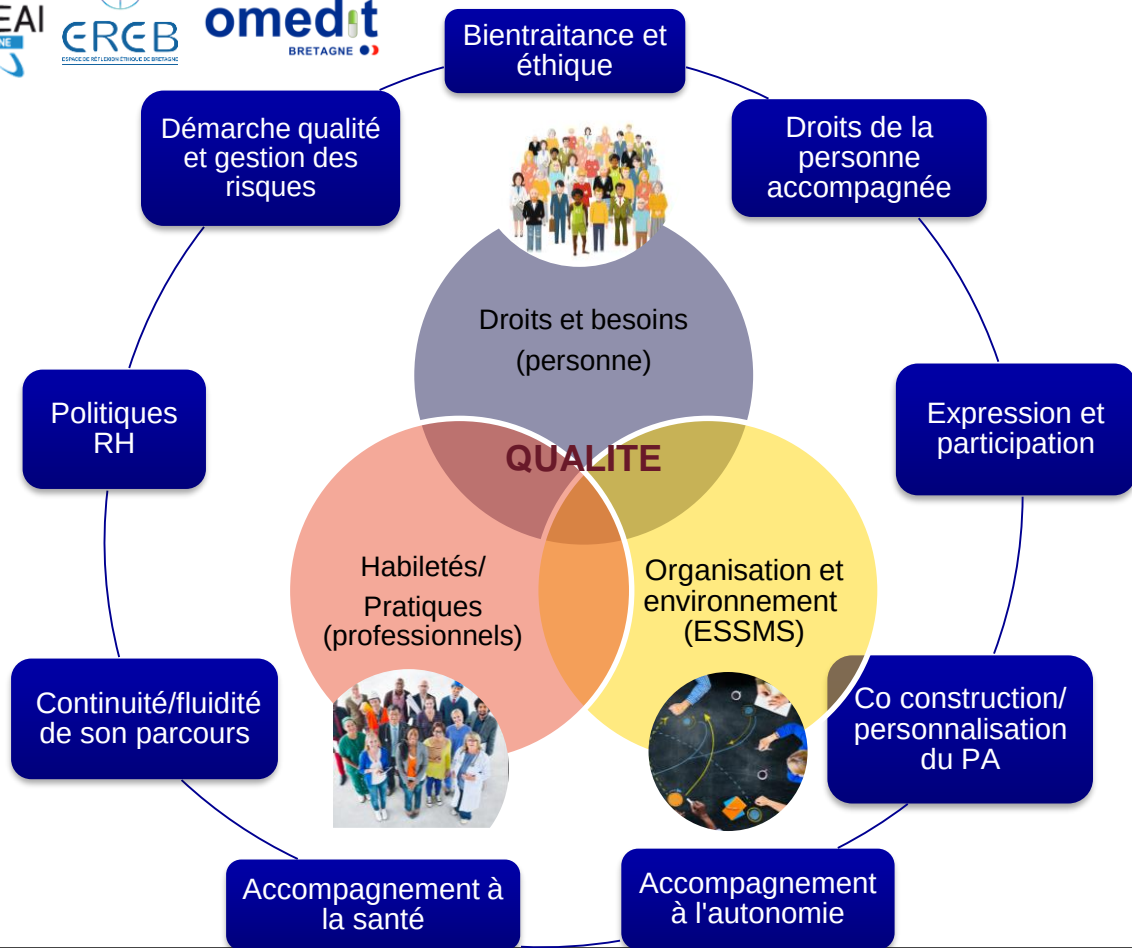 EAI
NE
EREB
ESPACE DE RÉFLEXION ÉTHIQUE DE BRETAGNE
omedit
BRETAGNE
Bientraitance et
éthique
Démarche qualité
et gestion des
risques
Droits de la
personne
accompagnée
Droits et besoins
(personne)
Politiques
RH
Expression et
participation
QUALITE
Habiletés/
Pratiques
(professionnels)
Organisation et
environnement
(ESSMS)
Continuité/fluidité
de son parcours
Co construction/
personnalisation
du PA
Accompagnement à
la santé
Accompagnement
à l'autonomie